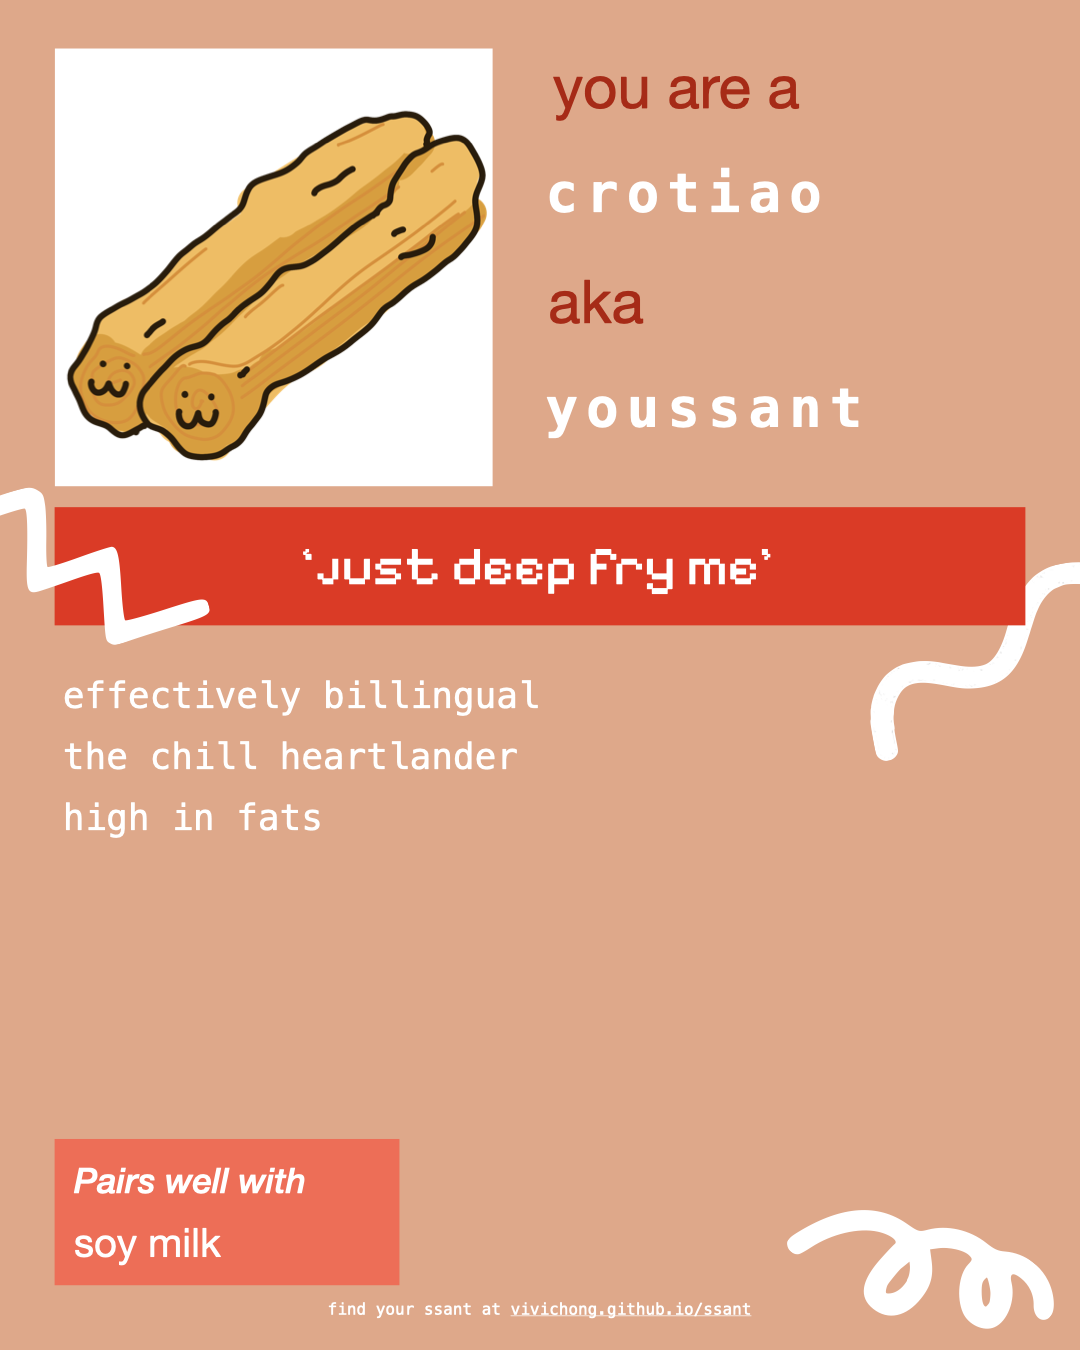 you are a
crotiao
aka
youssant
'just deep fry me'
effectively billingual
the chill heartlander
high in fats
Pairs well with
soy milk
find your ssant at vivichong.github.io/ssant